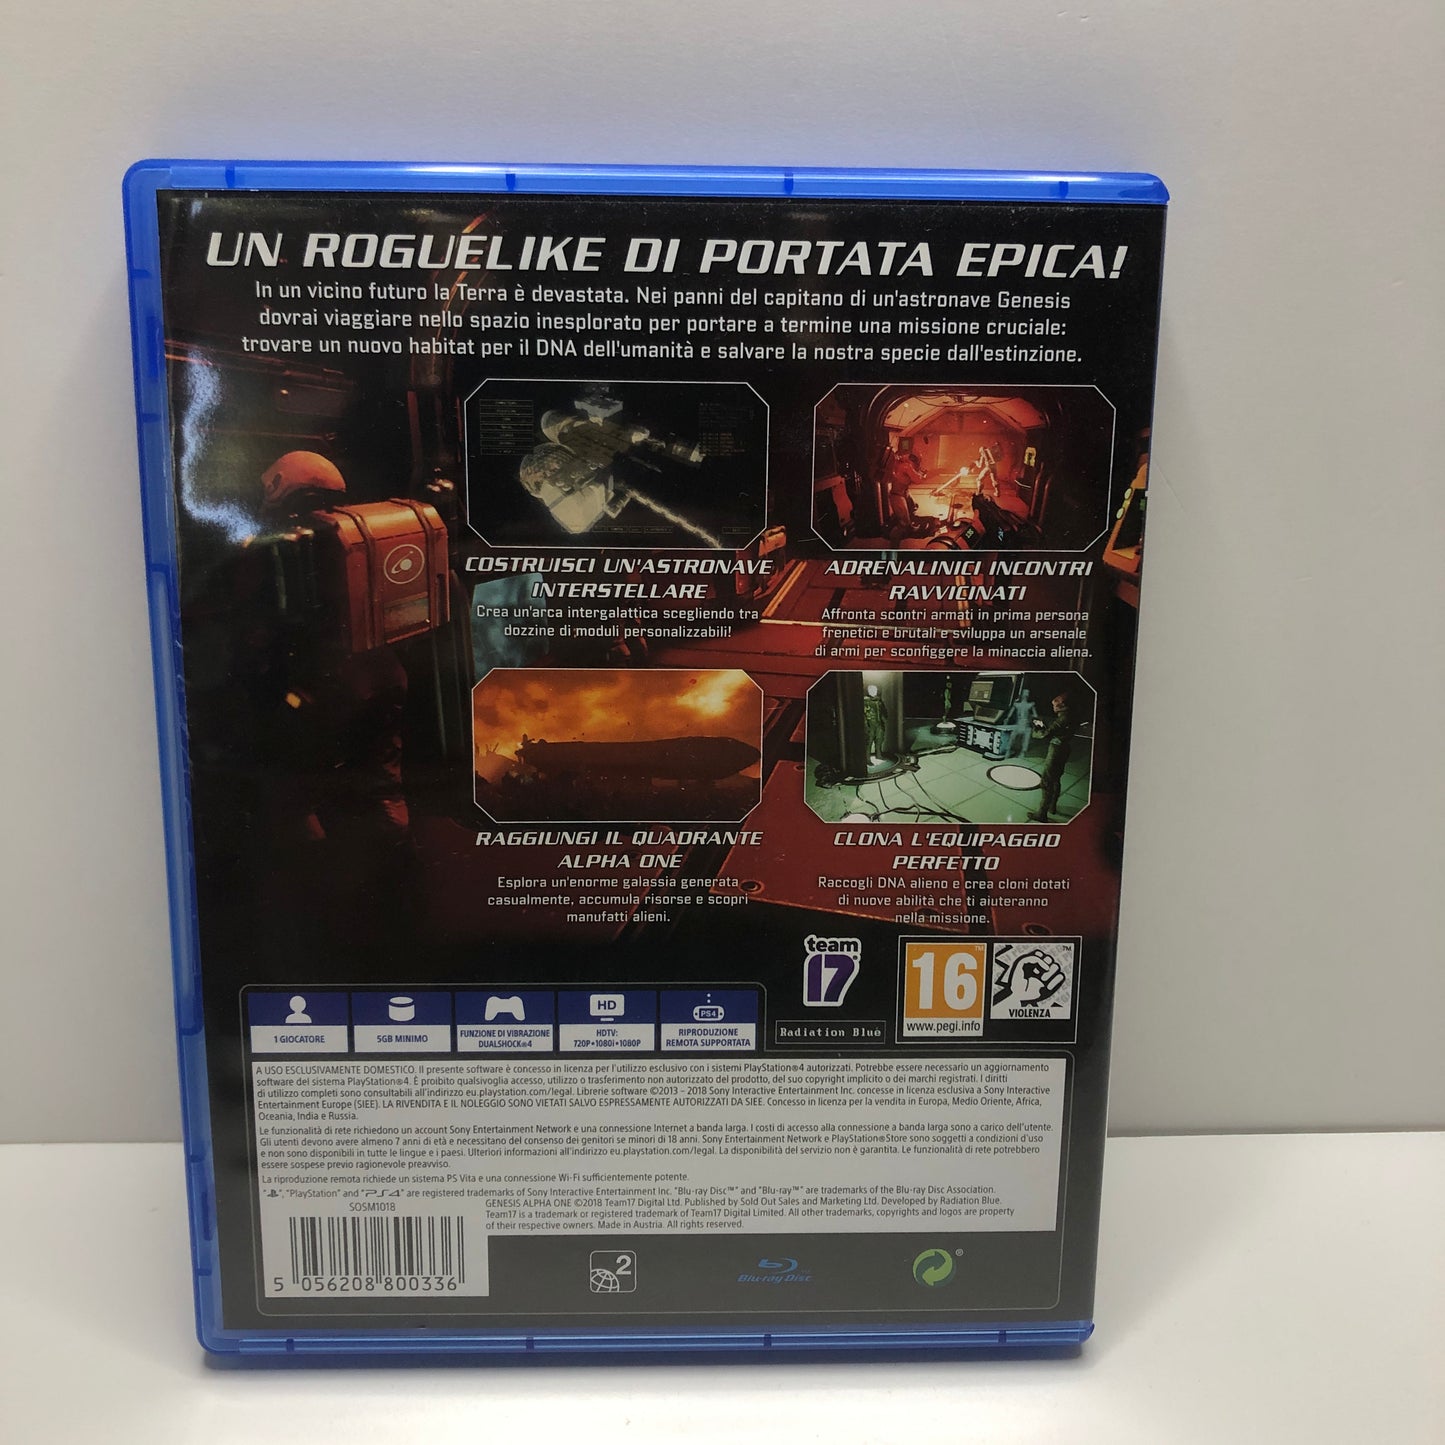 UN ROGUELIKE DI PORTATA EPICA!
In un vicino futuro la Terra è devastata. Nei panni del capitano di un'astronave Genesis
dovrai viaggiare nello spazio inesplorato per portare a termine una missione cruciale:
trovare un nuovo habitat per il DNA dell'umanità e salvare la nostra specie dall'estinzione.
COSTRUISCI UN'ASTRONAVE
INTERSTELLARE
Crea un'arca intergalattica scegliendo tra
dozzine di moduli personalizzabili!
ADRENALINICI INCONTRI
RAVVICINATI
Affronta scontri armati in prima persona
frenetici e brutali e sviluppa un arsenale
di armi per sconfiggere la minaccia aliena.
RAGGIUNGI IL QUADRANTE
ALPHA ONE
Esplora un'enorme galassia generata
casualmente, accumula risorse e scopri
manufatti alieni.
CLONA L'EQUIPAGGIO
PERFETTO
Raccogli DNA alieno e crea cloni dotati
di nuove abilità che ti aiuteranno
nella missione.
team
17
Radiation Blue
16
www.pegi.info
VIOLENZA
1 GIOCATORE
5GB MINIMO
FUNZIONE DI VIBRAZIONE
DUALSHOCK®4
HD
HDTV:
720P•1080i•1080P
PS4
RIPRODUZIONE
REMOTA SUPPORTATA
A USO ESCLUSIVAMENTE DOMESTICO. Il presente software è concesso in licenza per l'utilizzo esclusivo con i sistemi PlayStation®4 autorizzati. Potrebbe essere necessario un aggiornamento
software del sistema PlayStation®4. È proibito qualsivoglia accesso, utilizzo o trasferimento non autorizzato del prodotto, del suo copyright implicito o dei marchi registrati. I diritti
di utilizzo completi sono consultabili all'indirizzo eu.playstation.com/legal. Librerie software ©2013 - 2018 Sony Interactive Entertainment Inc. concesse in licenza esclusiva a Sony Interactive
Entertainment Europe (SIEE). LA RIVENDITA E IL NOLEGGIO SONO VIETATI SALVO ESPRESSAMENTE AUTORIZZATI DA SIEE. Concesso in licenza per la vendita in Europa, Medio Oriente, Africa,
Oceania, India e Russia.
Le funzionalità di rete richiedono un account Sony Entertainment Network e una connessione Internet a banda larga. I costi di accesso alla connessione a banda larga sono a carico dell'utente.
Gli utenti devono avere almeno 7 anni di età e necessitano del consenso dei genitori se minori di 18 anni. Sony Entertainment Network e PlayStation®Store sono soggetti a condizioni d'uso
e non sono disponibili in tutte le lingue e i paesi. Ulteriori informazioni all'indirizzo eu.playstation.com/legal. La disponibilità del servizio non è garantita. Le funzionalità di rete potrebbero
essere sospese previo ragionevole preavviso.
La riproduzione remota richiede un sistema PS Vita e una connessione Wi-Fi sufficientemente potente.
"PS", "PlayStation" and "PS4" are registered trademarks of Sony Interactive Entertainment Inc. "Blu-ray Disc™" and "Blu-ray™" are trademarks of the Blu-ray Disc Association.
SOSM1018
GENESIS ALPHA ONE ©2018 Team17 Digital Ltd. Published by Sold Out Sales and Marketing Ltd. Developed by Radiation Blue.
Team17 is a trademark or registered trademark of Team17 Digital Limited. All other trademarks, copyrights and logos are property
of their respective owners. Made in Austria. All rights reserved.
5 056208 800336
2
Blu-ray Disc